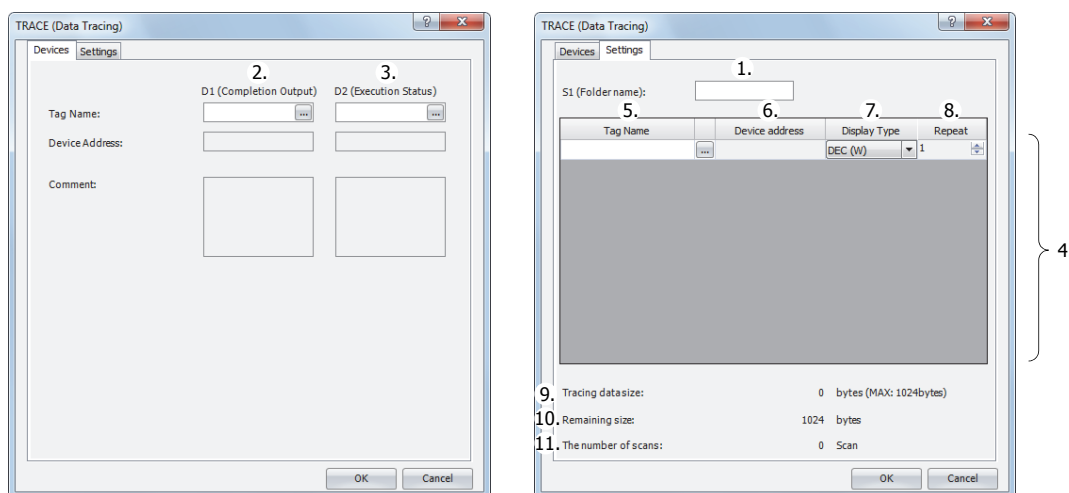 TRACE (Data Tracing)
? x
Devices Settings
2. 3.
D1 (Completion Output) D2 (Execution Status)
Tag Name: ... ...
Device Address:
Comment:
OK Cancel
TRACE (Data Tracing)
? x
Devices Settings
1.
S1 (Folder name):
5. 6. 7. 8.
Tag Name Device address Display Type Repeat
... DEC (W) 1
4
9. Tracing data size: 0 bytes (MAX: 1024bytes)
10. Remaining size: 1024 bytes
11. The number of scans: 0 Scan
OK Cancel